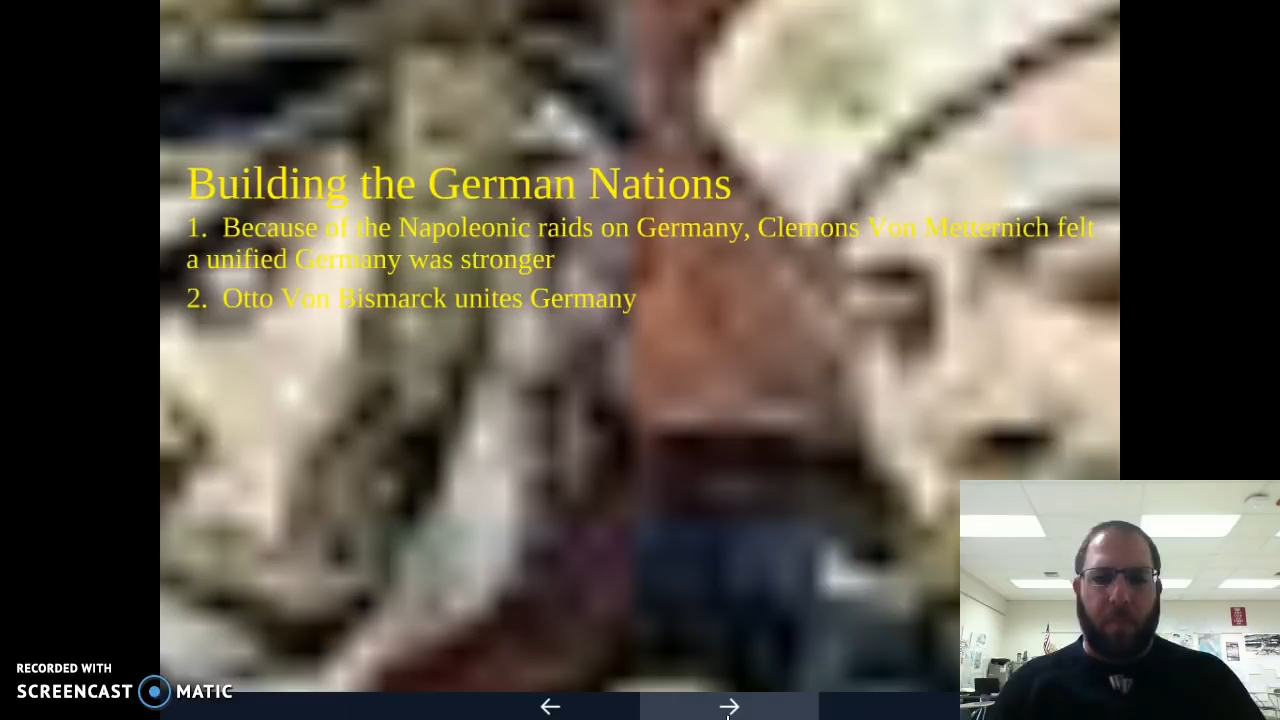 Building the German Nations
1. Because of the Napoleonic raids on Germany, Clemons Von Metternich felt
a unified Germany was stronger
2. Otto Von Bismarck unites Germany
RECORDED WITH
SCREENCAST MATIC